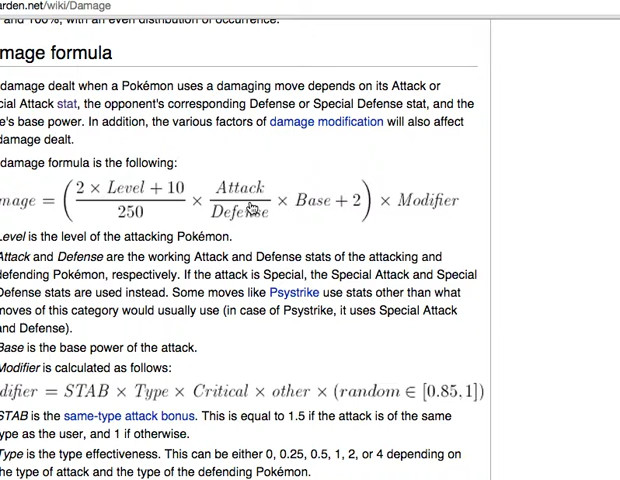 arden.net/wiki/Damage
and 100%, with an even distribution of occurrence.
mage formula
damage dealt when a Pokémon uses a damaging move depends on its Attack or
cial Attack stat, the opponent's corresponding Defense or Special Defense stat, and the
e's base power. In addition, the various factors of damage modification will also affect
damage dealt.
damage formula is the following:
mage = ( (2 × Level + 10) / 250 × Attack / Defense × Base + 2 ) × Modifier
Level is the level of the attacking Pokémon.
Attack and Defense are the working Attack and Defense stats of the attacking and
defending Pokémon, respectively. If the attack is Special, the Special Attack and Special
Defense stats are used instead. Some moves like Psystrike use stats other than what
moves of this category would usually use (in case of Psystrike, it uses Special Attack
and Defense).
Base is the base power of the attack.
Modifier is calculated as follows:
difier = STAB × Type × Critical × other × (random ∈ [0.85, 1])
STAB is the same-type attack bonus. This is equal to 1.5 if the attack is of the same
ype as the user, and 1 if otherwise.
Type is the type effectiveness. This can be either 0, 0.25, 0.5, 1, 2, or 4 depending on
he type of attack and the type of the defending Pokémon.